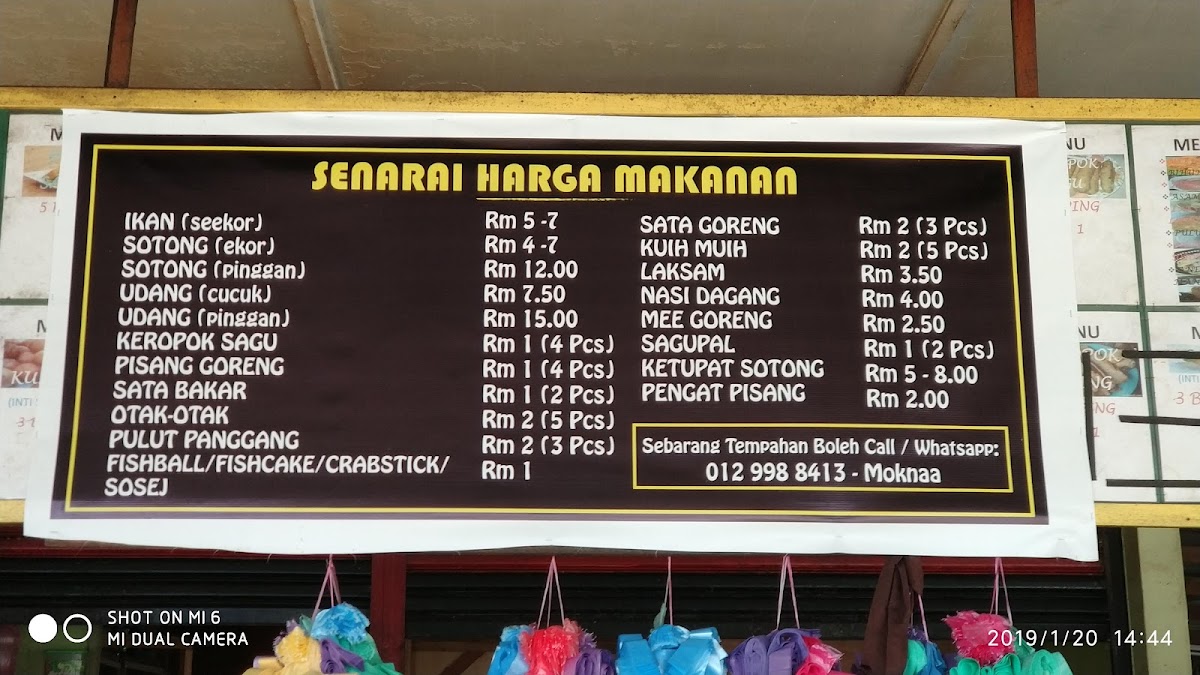 SENARAI HARGA MAKANAN
IKAN (seekor) Rm 5 -7
SOTONG (ekor) Rm 4 -7
SOTONG (pinggan) Rm 12.00
UDANG (cucuk) Rm 7.50
UDANG (pinggan) Rm 15.00
KEROPOK SAGU Rm 1 (4 Pcs)
PISANG GORENG Rm 1 (4 Pcs)
SATA BAKAR Rm 1 (2 Pcs)
OTAK-OTAK Rm 2 (5 Pcs)
PULUT PANGGANG Rm 2 (3 Pcs)
FISHBALL/FISHCAKE/CRABSTICK/ Rm 1
SOSEJ
SATA GORENG Rm 2 (3 Pcs)
KUIH MUIH Rm 2 (5 Pcs)
LAKSAM Rm 3.50
NASI DAGANG Rm 4.00
MEE GORENG Rm 2.50
SAGUPAL Rm 1 (2 Pcs)
KETUPAT SOTONG Rm 5 - 8.00
PENGAT PISANG Rm 2.00
Sebarang Tempahan Boleh Call / Whatsapp:
012 998 8413 - Moknaa
SHOT ON MI 6
MI DUAL CAMERA
2019/1/20 14:44